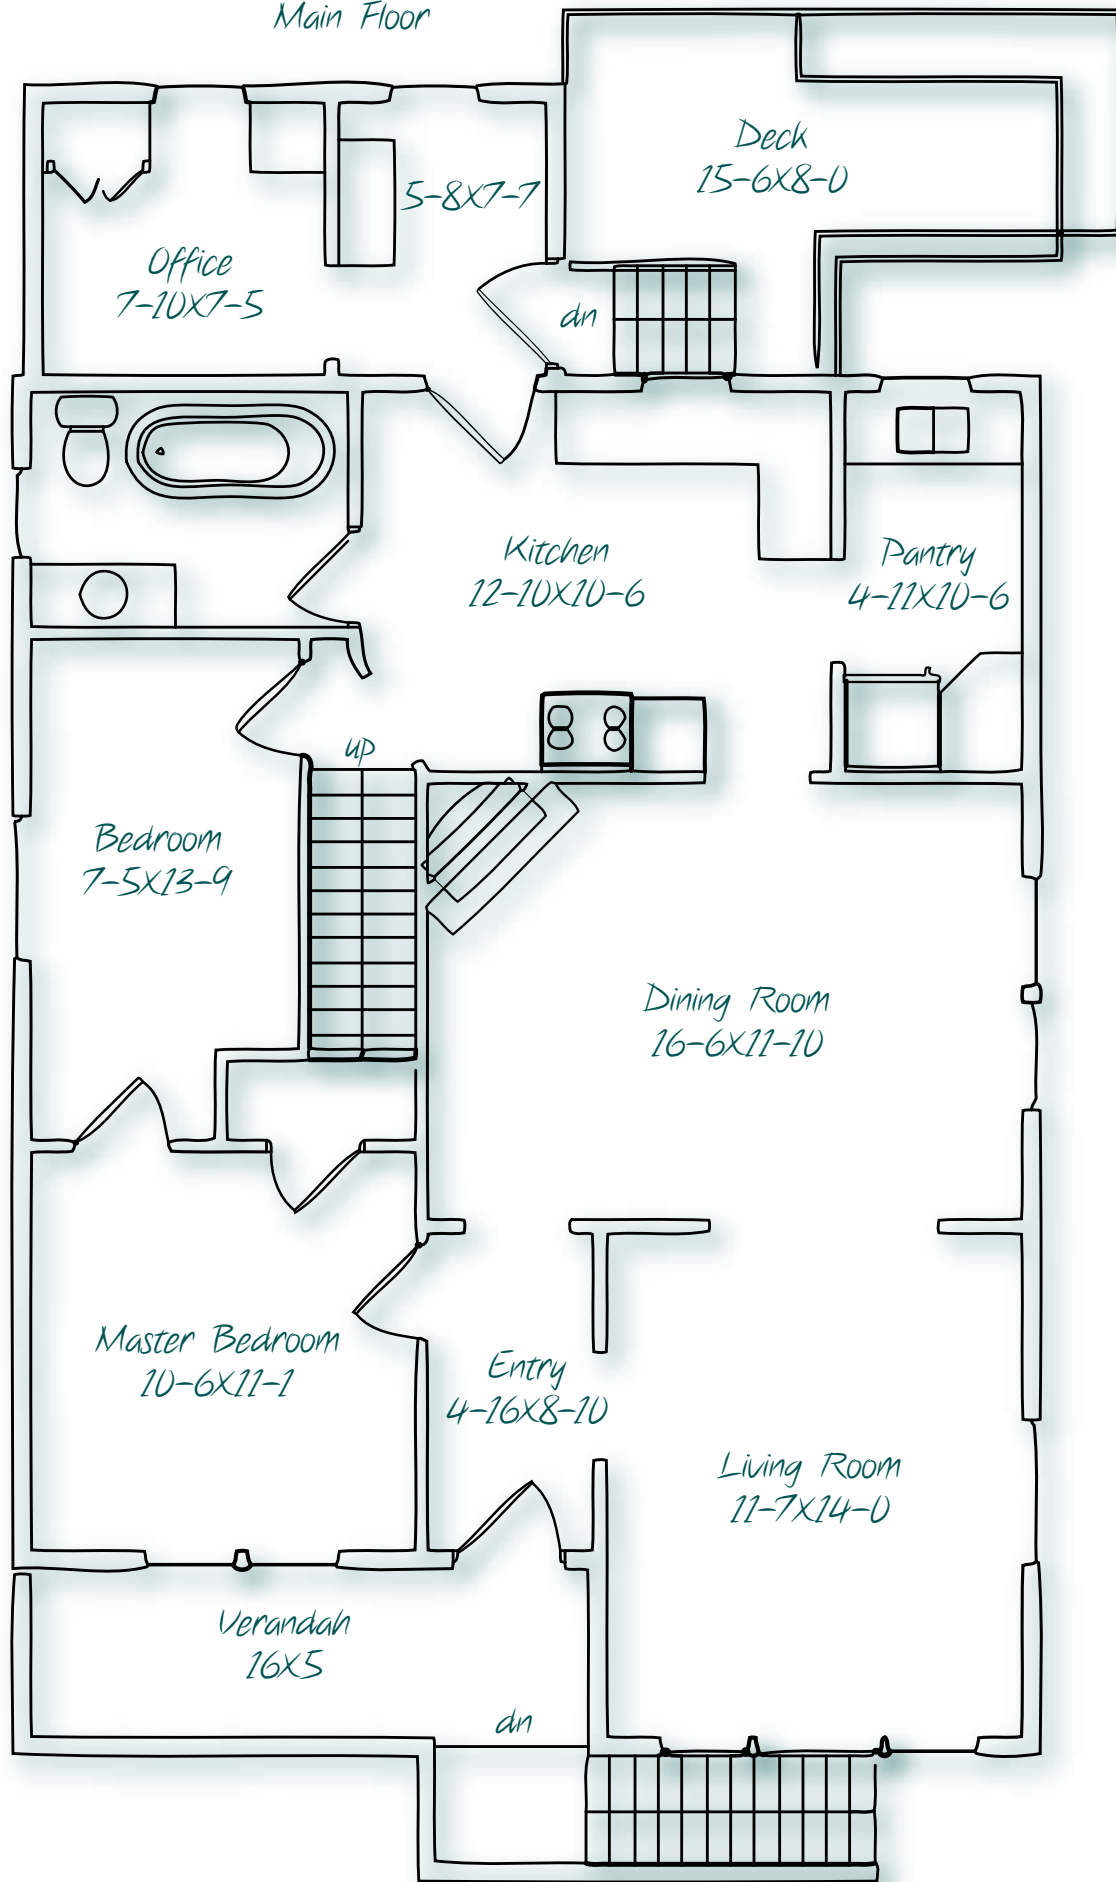 Main Floor
Deck
15-6X8-0
5-8X7-7
Office
7-10X7-5
dn
Kitchen
12-10X10-6
Pantry
4-11X10-6
up
Bedroom
7-5X13-9
Dining Room
16-6X11-10
Master Bedroom
10-6X11-1
Entry
4-16X8-10
Living Room
11-7X14-0
Verandah
16X5
dn